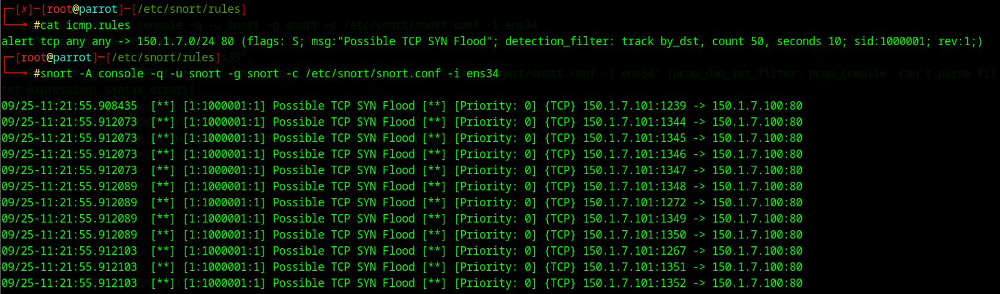 ┌─[✗]─[root@parrot]─[/etc/snort/rules]
└──╼ #cat icmp.rules
alert tcp any any -> 150.1.7.0/24 80 (flags: S; msg:"Possible TCP SYN Flood"; detection_filter: track by_dst, count 50, seconds 10; sid:1000001; rev:1;)
┌─[root@parrot]─[/etc/snort/rules]
└──╼ #snort -A console -q -u snort -g snort -c /etc/snort/snort.conf -i ens34
09/25-11:21:55.908435  [**] [1:1000001:1] Possible TCP SYN Flood [**] [Priority: 0] {TCP} 150.1.7.101:1239 -> 150.1.7.100:80
09/25-11:21:55.912073  [**] [1:1000001:1] Possible TCP SYN Flood [**] [Priority: 0] {TCP} 150.1.7.101:1344 -> 150.1.7.100:80
09/25-11:21:55.912073  [**] [1:1000001:1] Possible TCP SYN Flood [**] [Priority: 0] {TCP} 150.1.7.101:1345 -> 150.1.7.100:80
09/25-11:21:55.912073  [**] [1:1000001:1] Possible TCP SYN Flood [**] [Priority: 0] {TCP} 150.1.7.101:1346 -> 150.1.7.100:80
09/25-11:21:55.912073  [**] [1:1000001:1] Possible TCP SYN Flood [**] [Priority: 0] {TCP} 150.1.7.101:1347 -> 150.1.7.100:80
09/25-11:21:55.912089  [**] [1:1000001:1] Possible TCP SYN Flood [**] [Priority: 0] {TCP} 150.1.7.101:1348 -> 150.1.7.100:80
09/25-11:21:55.912089  [**] [1:1000001:1] Possible TCP SYN Flood [**] [Priority: 0] {TCP} 150.1.7.101:1272 -> 150.1.7.100:80
09/25-11:21:55.912089  [**] [1:1000001:1] Possible TCP SYN Flood [**] [Priority: 0] {TCP} 150.1.7.101:1349 -> 150.1.7.100:80
09/25-11:21:55.912089  [**] [1:1000001:1] Possible TCP SYN Flood [**] [Priority: 0] {TCP} 150.1.7.101:1350 -> 150.1.7.100:80
09/25-11:21:55.912103  [**] [1:1000001:1] Possible TCP SYN Flood [**] [Priority: 0] {TCP} 150.1.7.101:1267 -> 150.1.7.100:80
09/25-11:21:55.912103  [**] [1:1000001:1] Possible TCP SYN Flood [**] [Priority: 0] {TCP} 150.1.7.101:1351 -> 150.1.7.100:80
09/25-11:21:55.912103  [**] [1:1000001:1] Possible TCP SYN Flood [**] [Priority: 0] {TCP} 150.1.7.101:1352 -> 150.1.7.100:80